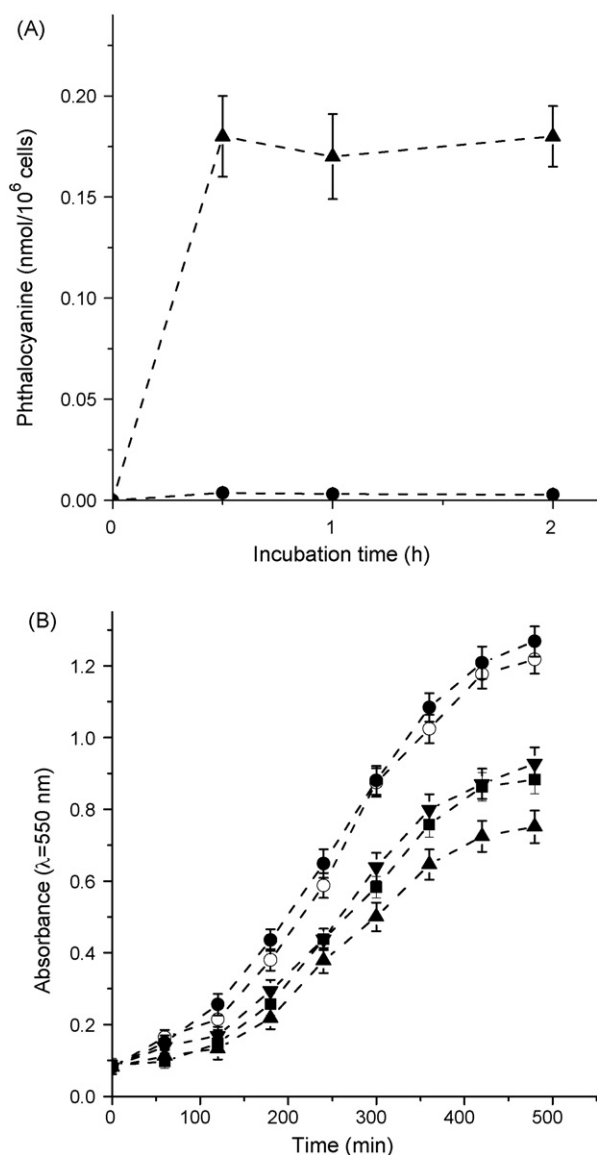 (A)
0.20
0.15
0.10
0.05
0.00
Phthalocyanine (nmol/10⁶ cells)
0
1
2
Incubation time (h)
(B)
1.2
1.0
0.8
0.6
0.4
0.2
0.0
Absorbance (λ=550 nm)
0 100 200 300 400 500
Time (min)